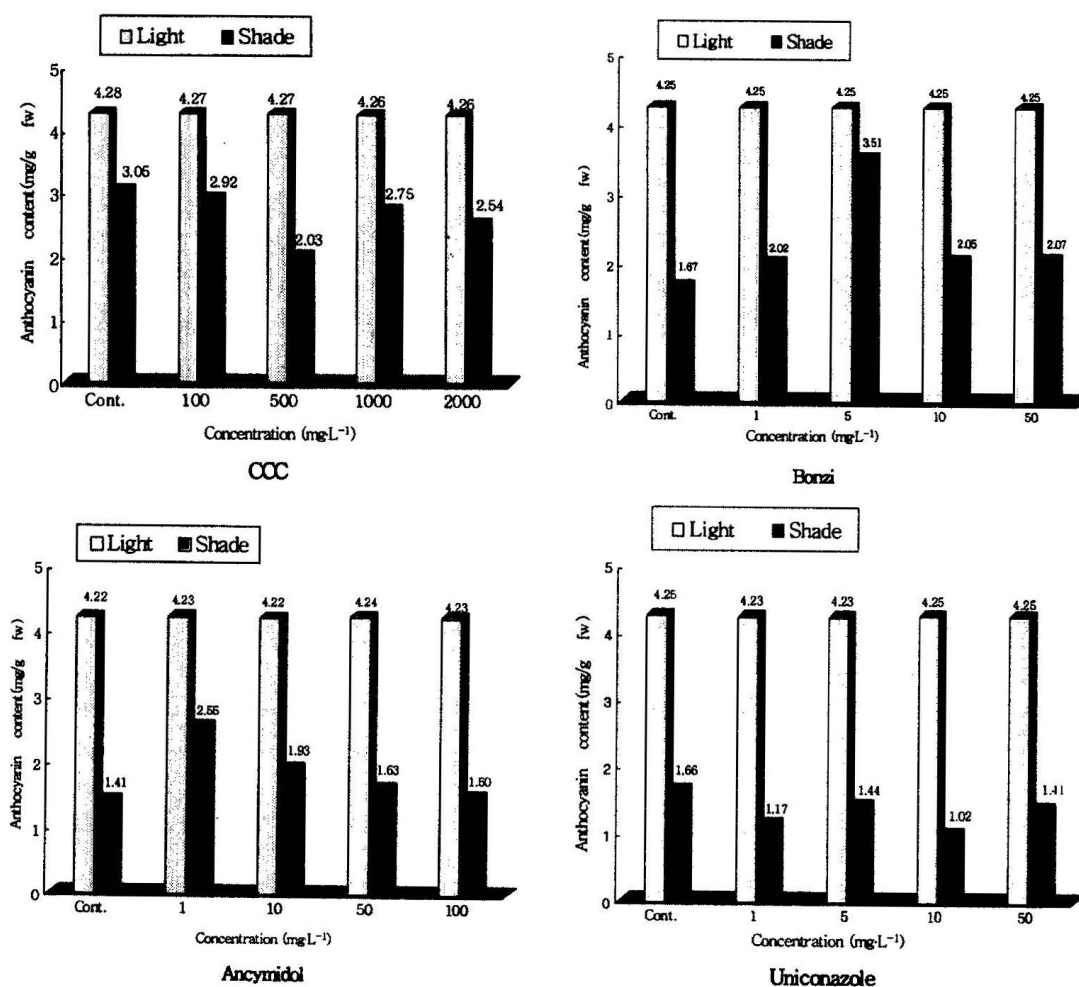 Light Shade
Anthocyanin content(mg/g fw)
5
4
3
2
1
0
4.28 4.27 4.27 4.26 4.26
3.05 2.92 2.03 2.75 2.54
Cont. 100 500 1000 2000
Concentration (mg·L⁻¹)
CCC
Light Shade
Anthocyanin content(mg/g fw)
5
4
3
2
1
0
4.25 4.25 4.25 4.25 4.25
1.67 2.02 3.51 2.05 2.07
Cont. 1 5 10 50
Concentration (mg·L⁻¹)
Bonzi
Light Shade
Anthocyanin content(mg/g fw)
5
4
3
2
1
0
4.22 4.23 4.22 4.24 4.23
1.41 2.55 1.93 1.63 1.50
Cont. 1 10 50 100
Concentration (mg·L⁻¹)
Ancymidol
Light Shade
Anthocyanin content(mg/g fw)
5
4
3
2
1
0
4.25 4.23 4.23 4.25 4.25
1.66 1.17 1.44 1.02 1.41
Cont. 1 5 10 50
Concentration (mg·L⁻¹)
Uniconazole